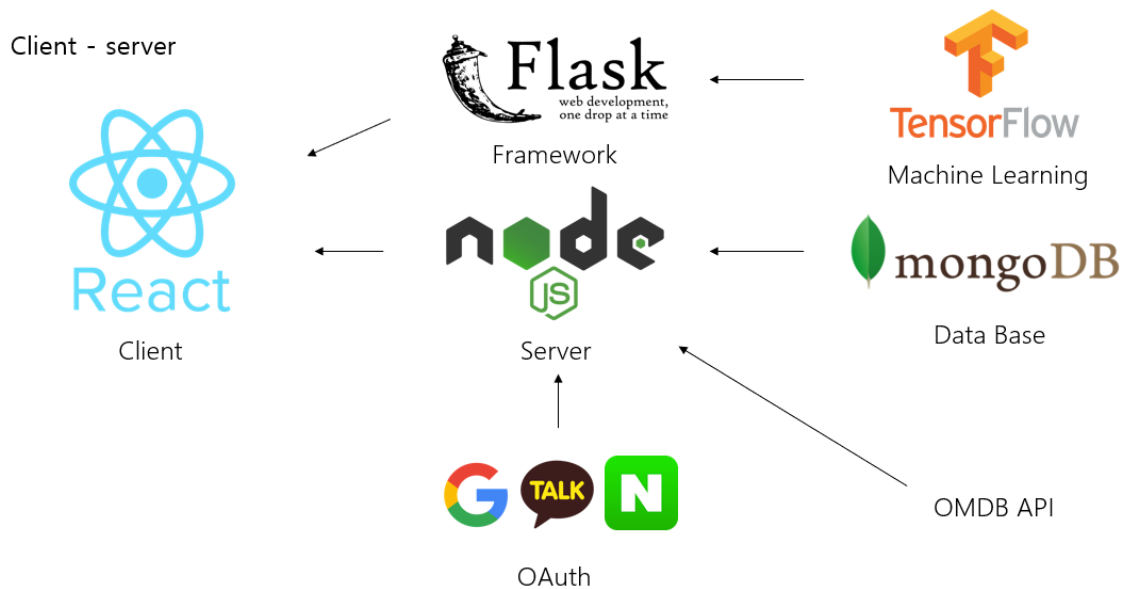 Client - server
Flask
web development,
one drop at a time
Framework
TensorFlow
Machine Learning
React
Client
node
JS
Server
mongoDB
Data Base
G
TALK
N
OAuth
OMDB API